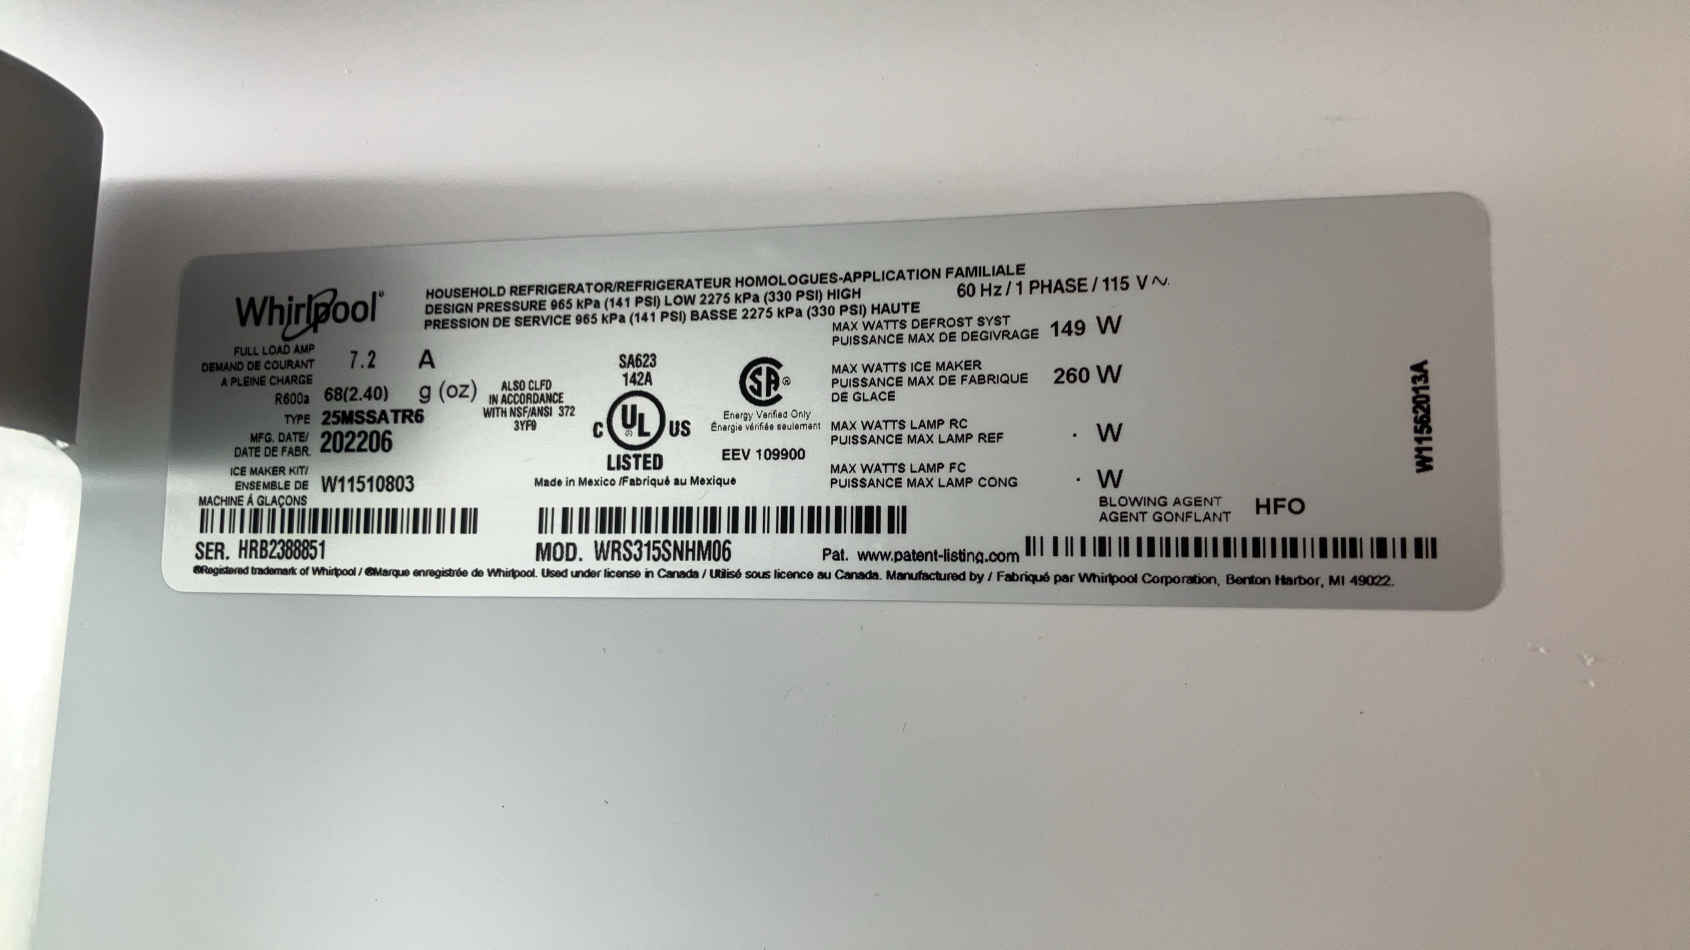 Whirlpool®
HOUSEHOLD REFRIGERATOR/REFRIGERATEUR HOMOLOGUES-APPLICATION FAMILIALE
DESIGN PRESSURE 965 kPa (141 PSI) LOW 2275 kPa (330 PSI) HIGH
60 Hz / 1 PHASE / 115 V ~
PRESSION DE SERVICE 965 kPa (141 PSI) BASSE 2275 kPa (330 PSI) HAUTE
FULL LOAD AMP
DEMAND DE COURANT 7.2 A
A PLEINE CHARGE
R600a 68(2.40) g (oz)
TYPE 25MSSATR6
MFG. DATE/
DATE DE FABR. 202206
ICE MAKER KIT/
ENSEMBLE DE W11510803
MACHINE Á GLAÇONS
ALSO CLFD
IN ACCORDANCE
WITH NSF/ANSI 372
3YF9
SA623
142A
C UL® US
LISTED
SA®
Energy Verified Only
Énergie vérifiée seulement
EEV 109900
Made in Mexico /Fabriqué au Mexique
MAX WATTS DEFROST SYST
PUISSANCE MAX DE DEGIVRAGE 149 W
MAX WATTS ICE MAKER
PUISSANCE MAX DE FABRIQUE 260 W
DE GLACE
MAX WATTS LAMP RC
PUISSANCE MAX LAMP REF . W
MAX WATTS LAMP FC
PUISSANCE MAX LAMP CONG . W
BLOWING AGENT
AGENT GONFLANT HFO
W11562013A
SER. HRB2388851
MOD. WRS315SNHM06
Pat. www.patent-listing.com
®Registered trademark of Whirlpool / ®Marque enregistrée de Whirlpool. Used under license in Canada / Utilisé sous licence au Canada. Manufactured by / Fabriqué par Whirlpool Corporation, Benton Harbor, MI 49022.